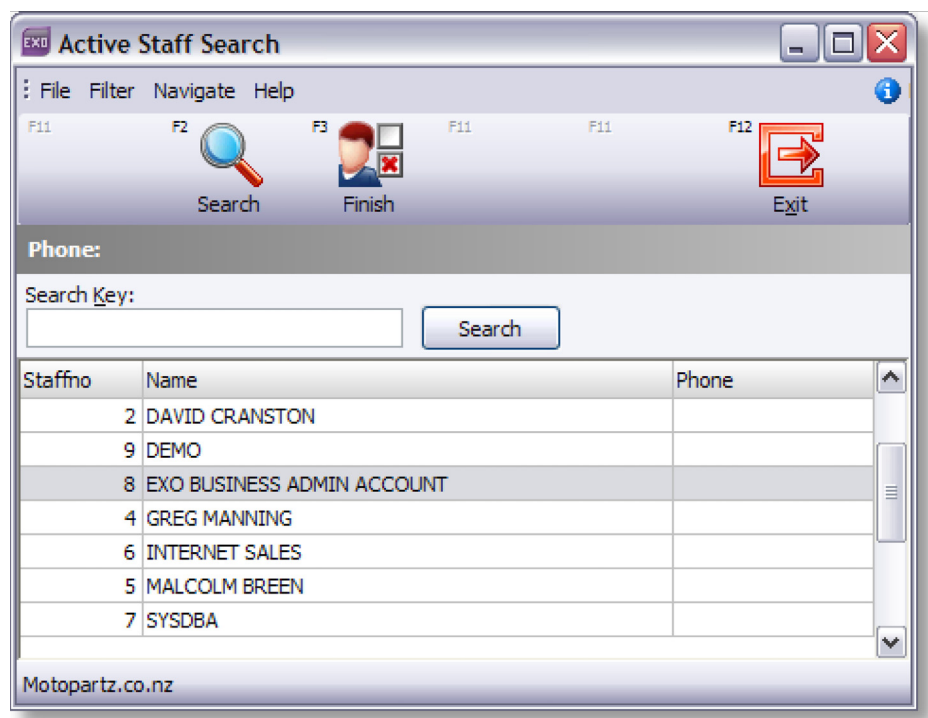 EXO Active Staff Search
File Filter Navigate Help
F11 F2 F3 F11 F11 F12
Search Finish Exit
Phone:
Search Key:
Search
Staffno Name Phone
2 DAVID CRANSTON
9 DEMO
8 EXO BUSINESS ADMIN ACCOUNT
4 GREG MANNING
6 INTERNET SALES
5 MALCOLM BREEN
7 SYSDBA
Motopartz.co.nz